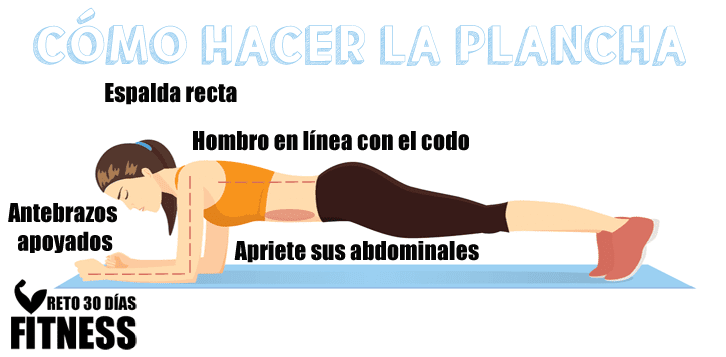 CÓMO HACER LA PLANCHA
Espalda recta
Hombro en línea con el codo
Antebrazos
apoyados
Apriete sus abdominales
RETO 30 DÍAS
FITNESS